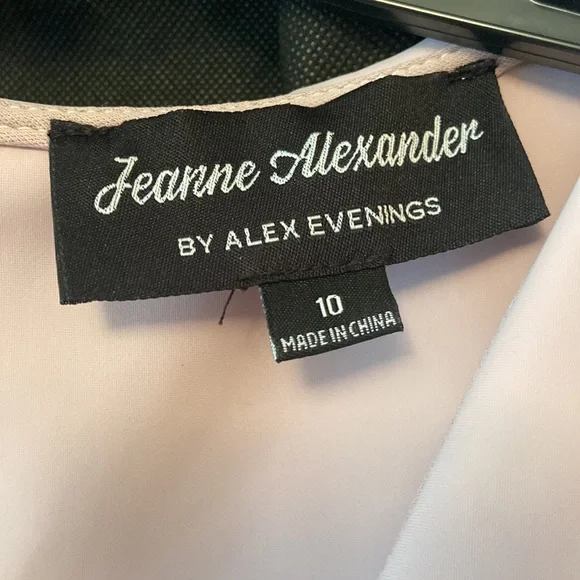 Jeanne Alexander
BY ALEX EVENINGS
10
MADE IN CHINA